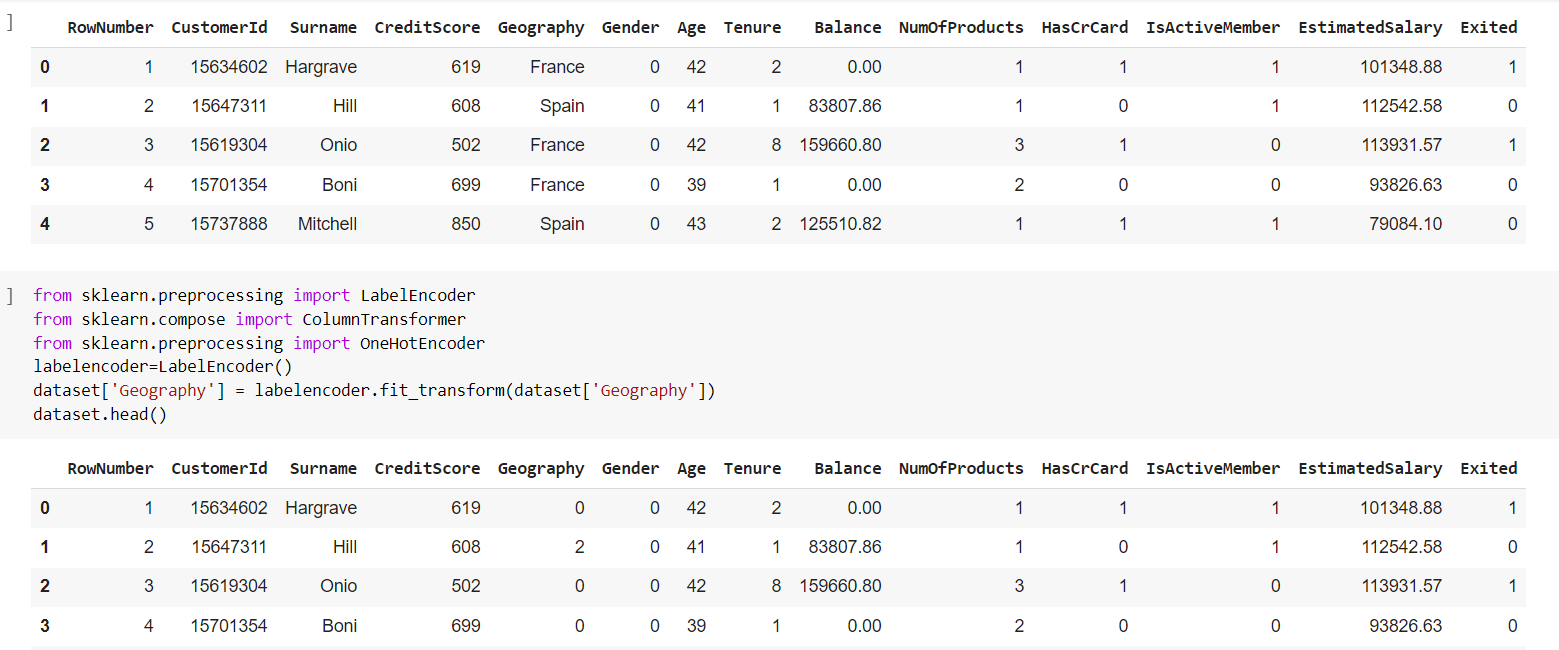 ]
RowNumber CustomerId Surname CreditScore Geography Gender Age Tenure Balance NumOfProducts HasCrCard IsActiveMember EstimatedSalary Exited
0 1 15634602 Hargrave 619 France 0 42 2 0.00 1 1 1 101348.88 1
1 2 15647311 Hill 608 Spain 0 41 1 83807.86 1 0 1 112542.58 0
2 3 15619304 Onio 502 France 0 42 8 159660.80 3 1 0 113931.57 1
3 4 15701354 Boni 699 France 0 39 1 0.00 2 0 0 93826.63 0
4 5 15737888 Mitchell 850 Spain 0 43 2 125510.82 1 1 1 79084.10 0
] from sklearn.preprocessing import LabelEncoder
from sklearn.compose import ColumnTransformer
from sklearn.preprocessing import OneHotEncoder
labelencoder=LabelEncoder()
dataset['Geography'] = labelencoder.fit_transform(dataset['Geography'])
dataset.head()
RowNumber CustomerId Surname CreditScore Geography Gender Age Tenure Balance NumOfProducts HasCrCard IsActiveMember EstimatedSalary Exited
0 1 15634602 Hargrave 619 0 0 42 2 0.00 1 1 1 101348.88 1
1 2 15647311 Hill 608 2 0 41 1 83807.86 1 0 1 112542.58 0
2 3 15619304 Onio 502 0 0 42 8 159660.80 3 1 0 113931.57 1
3 4 15701354 Boni 699 0 0 39 1 0.00 2 0 0 93826.63 0